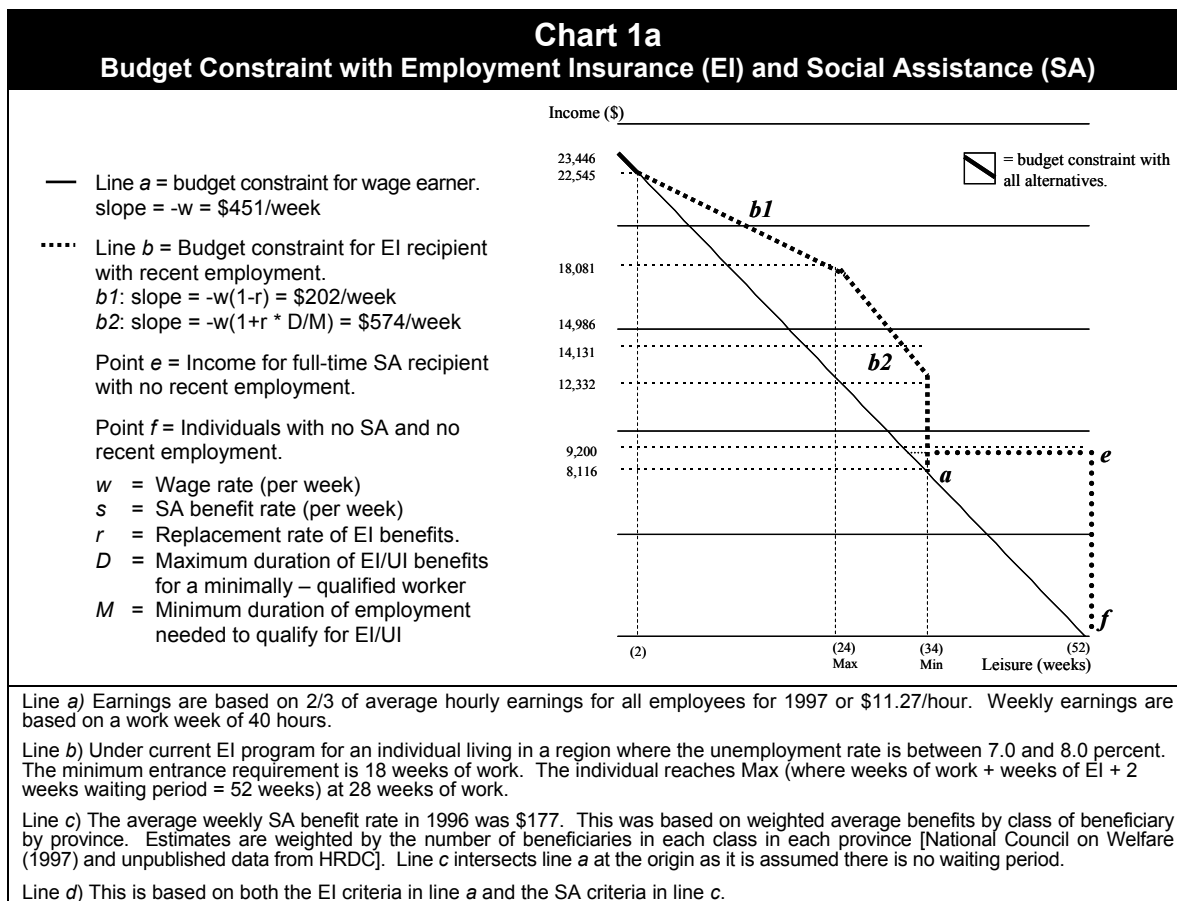 Chart 1a
Budget Constraint with Employment Insurance (EI) and Social Assistance (SA)
Line a = budget constraint for wage earner.
slope = -w = $451/week
Line b = Budget constraint for EI recipient
with recent employment.
b1: slope = -w(1-r) = $202/week
b2: slope = -w(1+r * D/M) = $574/week
Point e = Income for full-time SA recipient
with no recent employment.
Point f = Individuals with no SA and no
recent employment.
w = Wage rate (per week)
s = SA benefit rate (per week)
r = Replacement rate of EI benefits.
D = Maximum duration of EI/UI benefits
for a minimally – qualified worker
M = Minimum duration of employment
needed to qualify for EI/UI
Income ($)
23,446
22,545
18,081
14,986
14,131
12,332
9,200
8,116
= budget constraint with
all alternatives.
b1
b2
e
a
f
(2)
(24)
Max
(34)
Min
(52)
Leisure (weeks)
Line a) Earnings are based on 2/3 of average hourly earnings for all employees for 1997 or $11.27/hour. Weekly earnings are
based on a work week of 40 hours.
Line b) Under current EI program for an individual living in a region where the unemployment rate is between 7.0 and 8.0 percent.
The minimum entrance requirement is 18 weeks of work. The individual reaches Max (where weeks of work + weeks of EI + 2
weeks waiting period = 52 weeks) at 28 weeks of work.
Line c) The average weekly SA benefit rate in 1996 was $177. This was based on weighted average benefits by class of beneficiary
by province. Estimates are weighted by the number of beneficiaries in each class in each province [National Council on Welfare
(1997) and unpublished data from HRDC]. Line c intersects line a at the origin as it is assumed there is no waiting period.
Line d) This is based on both the EI criteria in line a and the SA criteria in line c.